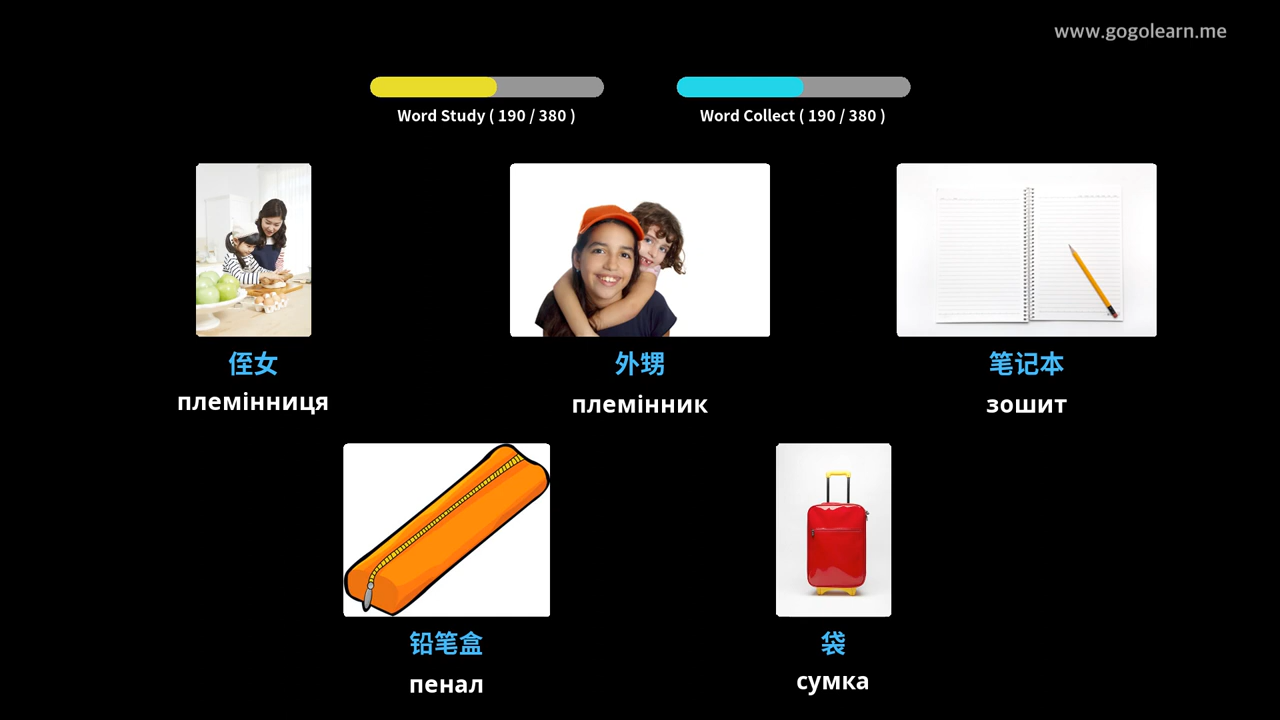 www.gogolearn.me
Word Study ( 190 / 380 )
Word Collect ( 190 / 380 )
侄女
племінниця
外甥
племінник
笔记本
зошит
铅笔盒
пенал
袋
сумка